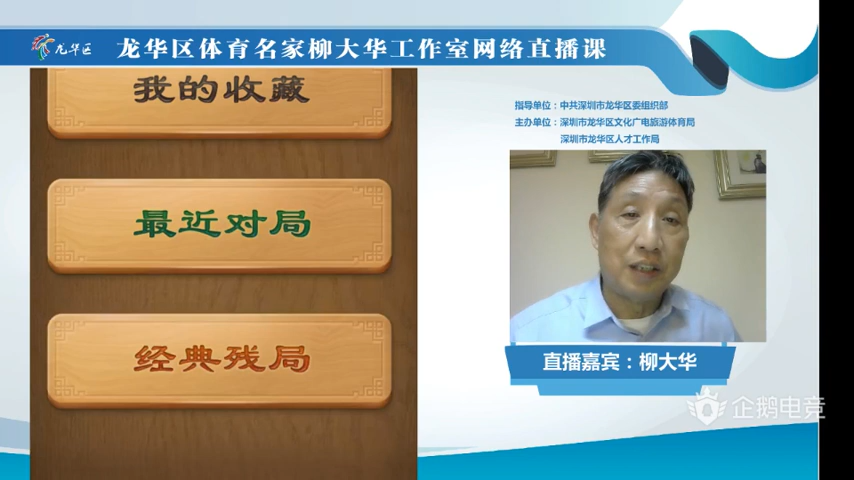 龙华区
龙华区体育名家柳大华工作室网络直播课
我的收藏
最近对局
经典残局
指导单位：中共深圳市龙华区委组织部
主办单位：深圳市龙华区文化广电旅游体育局
深圳市龙华区人才工作局
直播嘉宾：柳大华
企鹅电竞